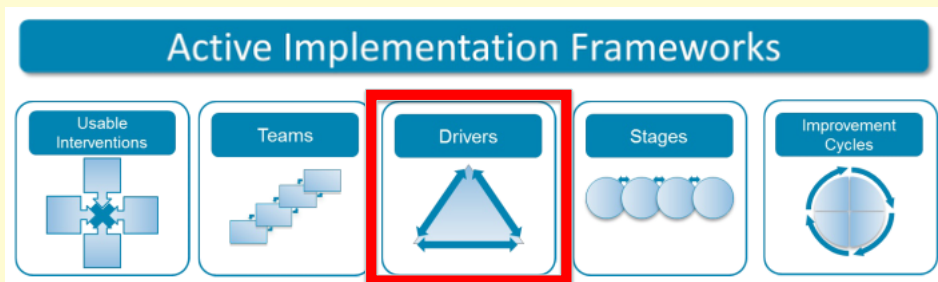 Active Implementation Frameworks
Usable
Interventions
Teams
Drivers
Stages
Improvement
Cycles